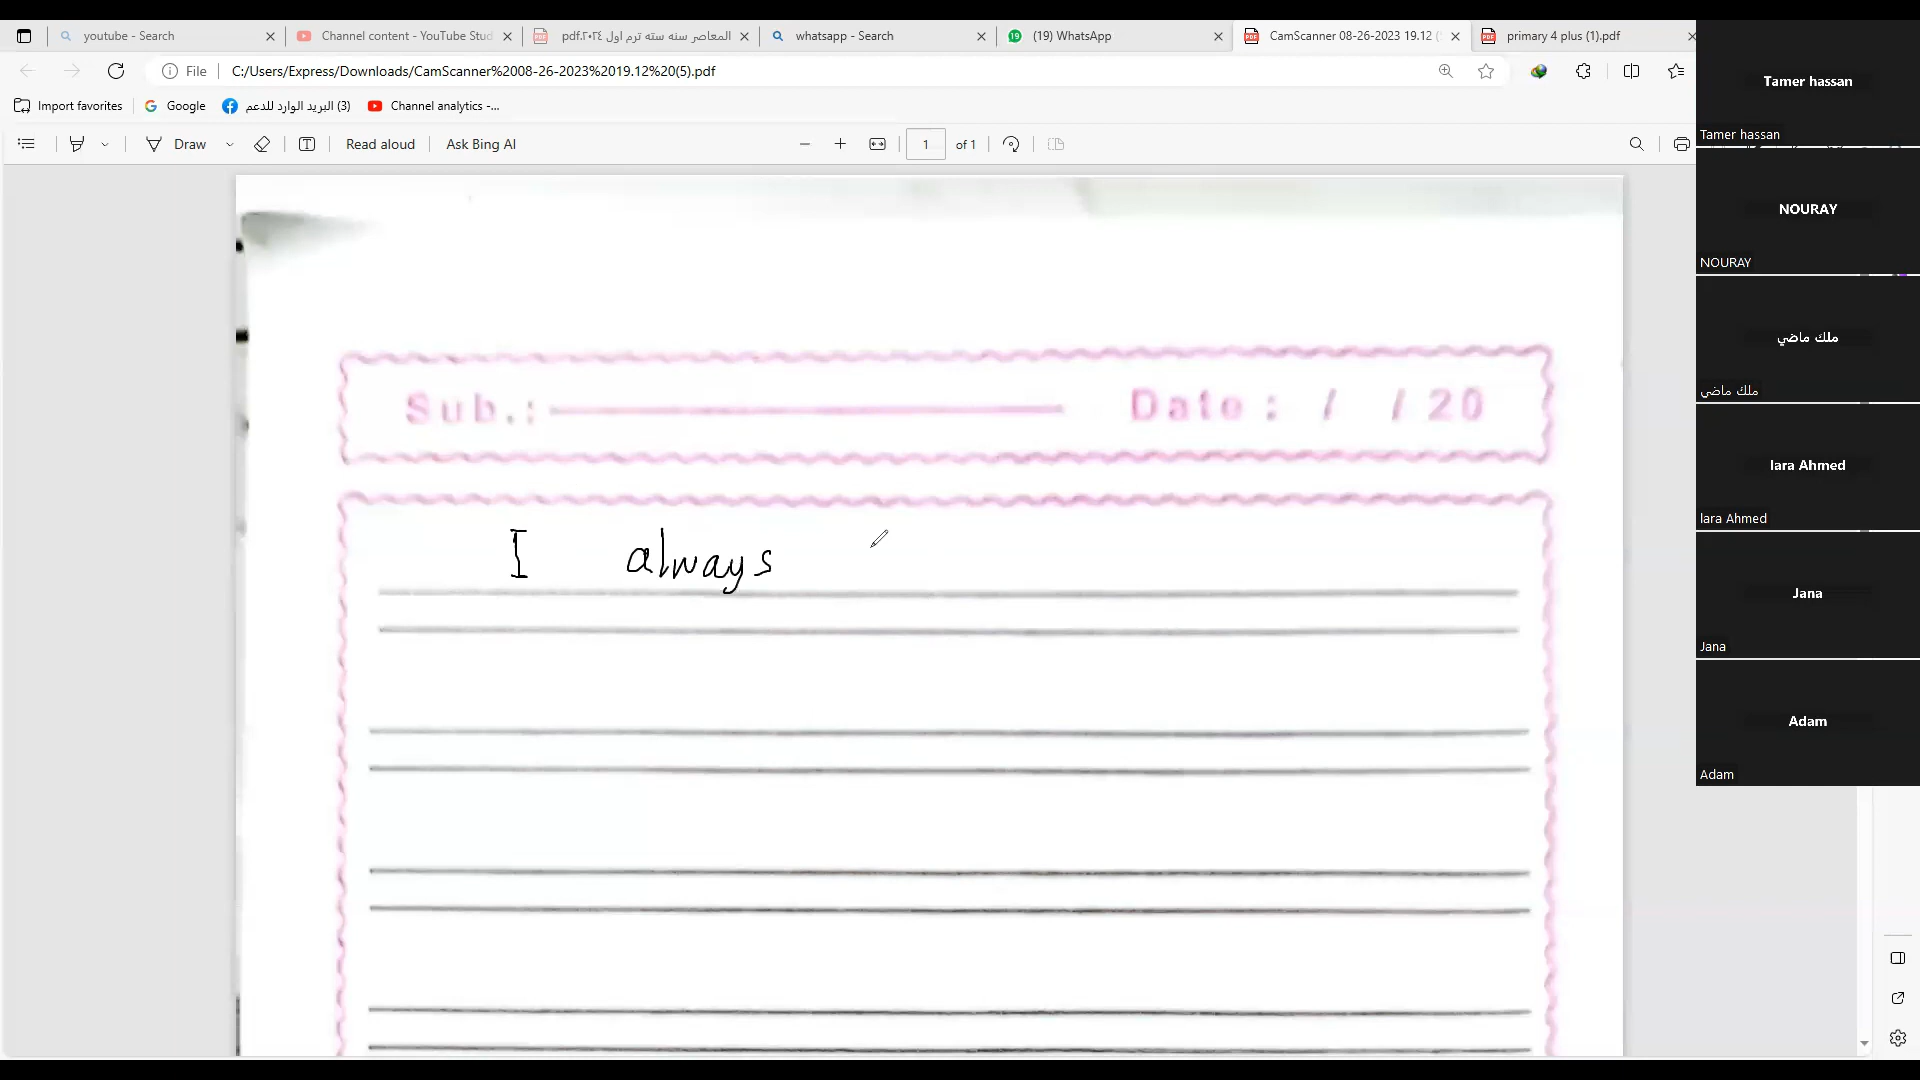 youtube - Search
Channel content - YouTube Stud
المعاصر سنه سته ترم اول ٢٠٢٤.pdf
whatsapp - Search
(19) WhatsApp
CamScanner 08-26-2023 19.12 (
primary 4 plus (1).pdf
File
C:/Users/Express/Downloads/CamScanner%2008-26-2023%2019.12%20(5).pdf
Import favorites
Google
(3) البريد الوارد للدعم
Channel analytics -...
Draw
Read aloud
Ask Bing AI
1
of 1
Sub.:
Date: / /20
I always
Tamer hassan
Tamer hassan
NOURAY
NOURAY
ملك ماضي
ملك ماضي
lara Ahmed
lara Ahmed
Jana
Jana
Adam
Adam